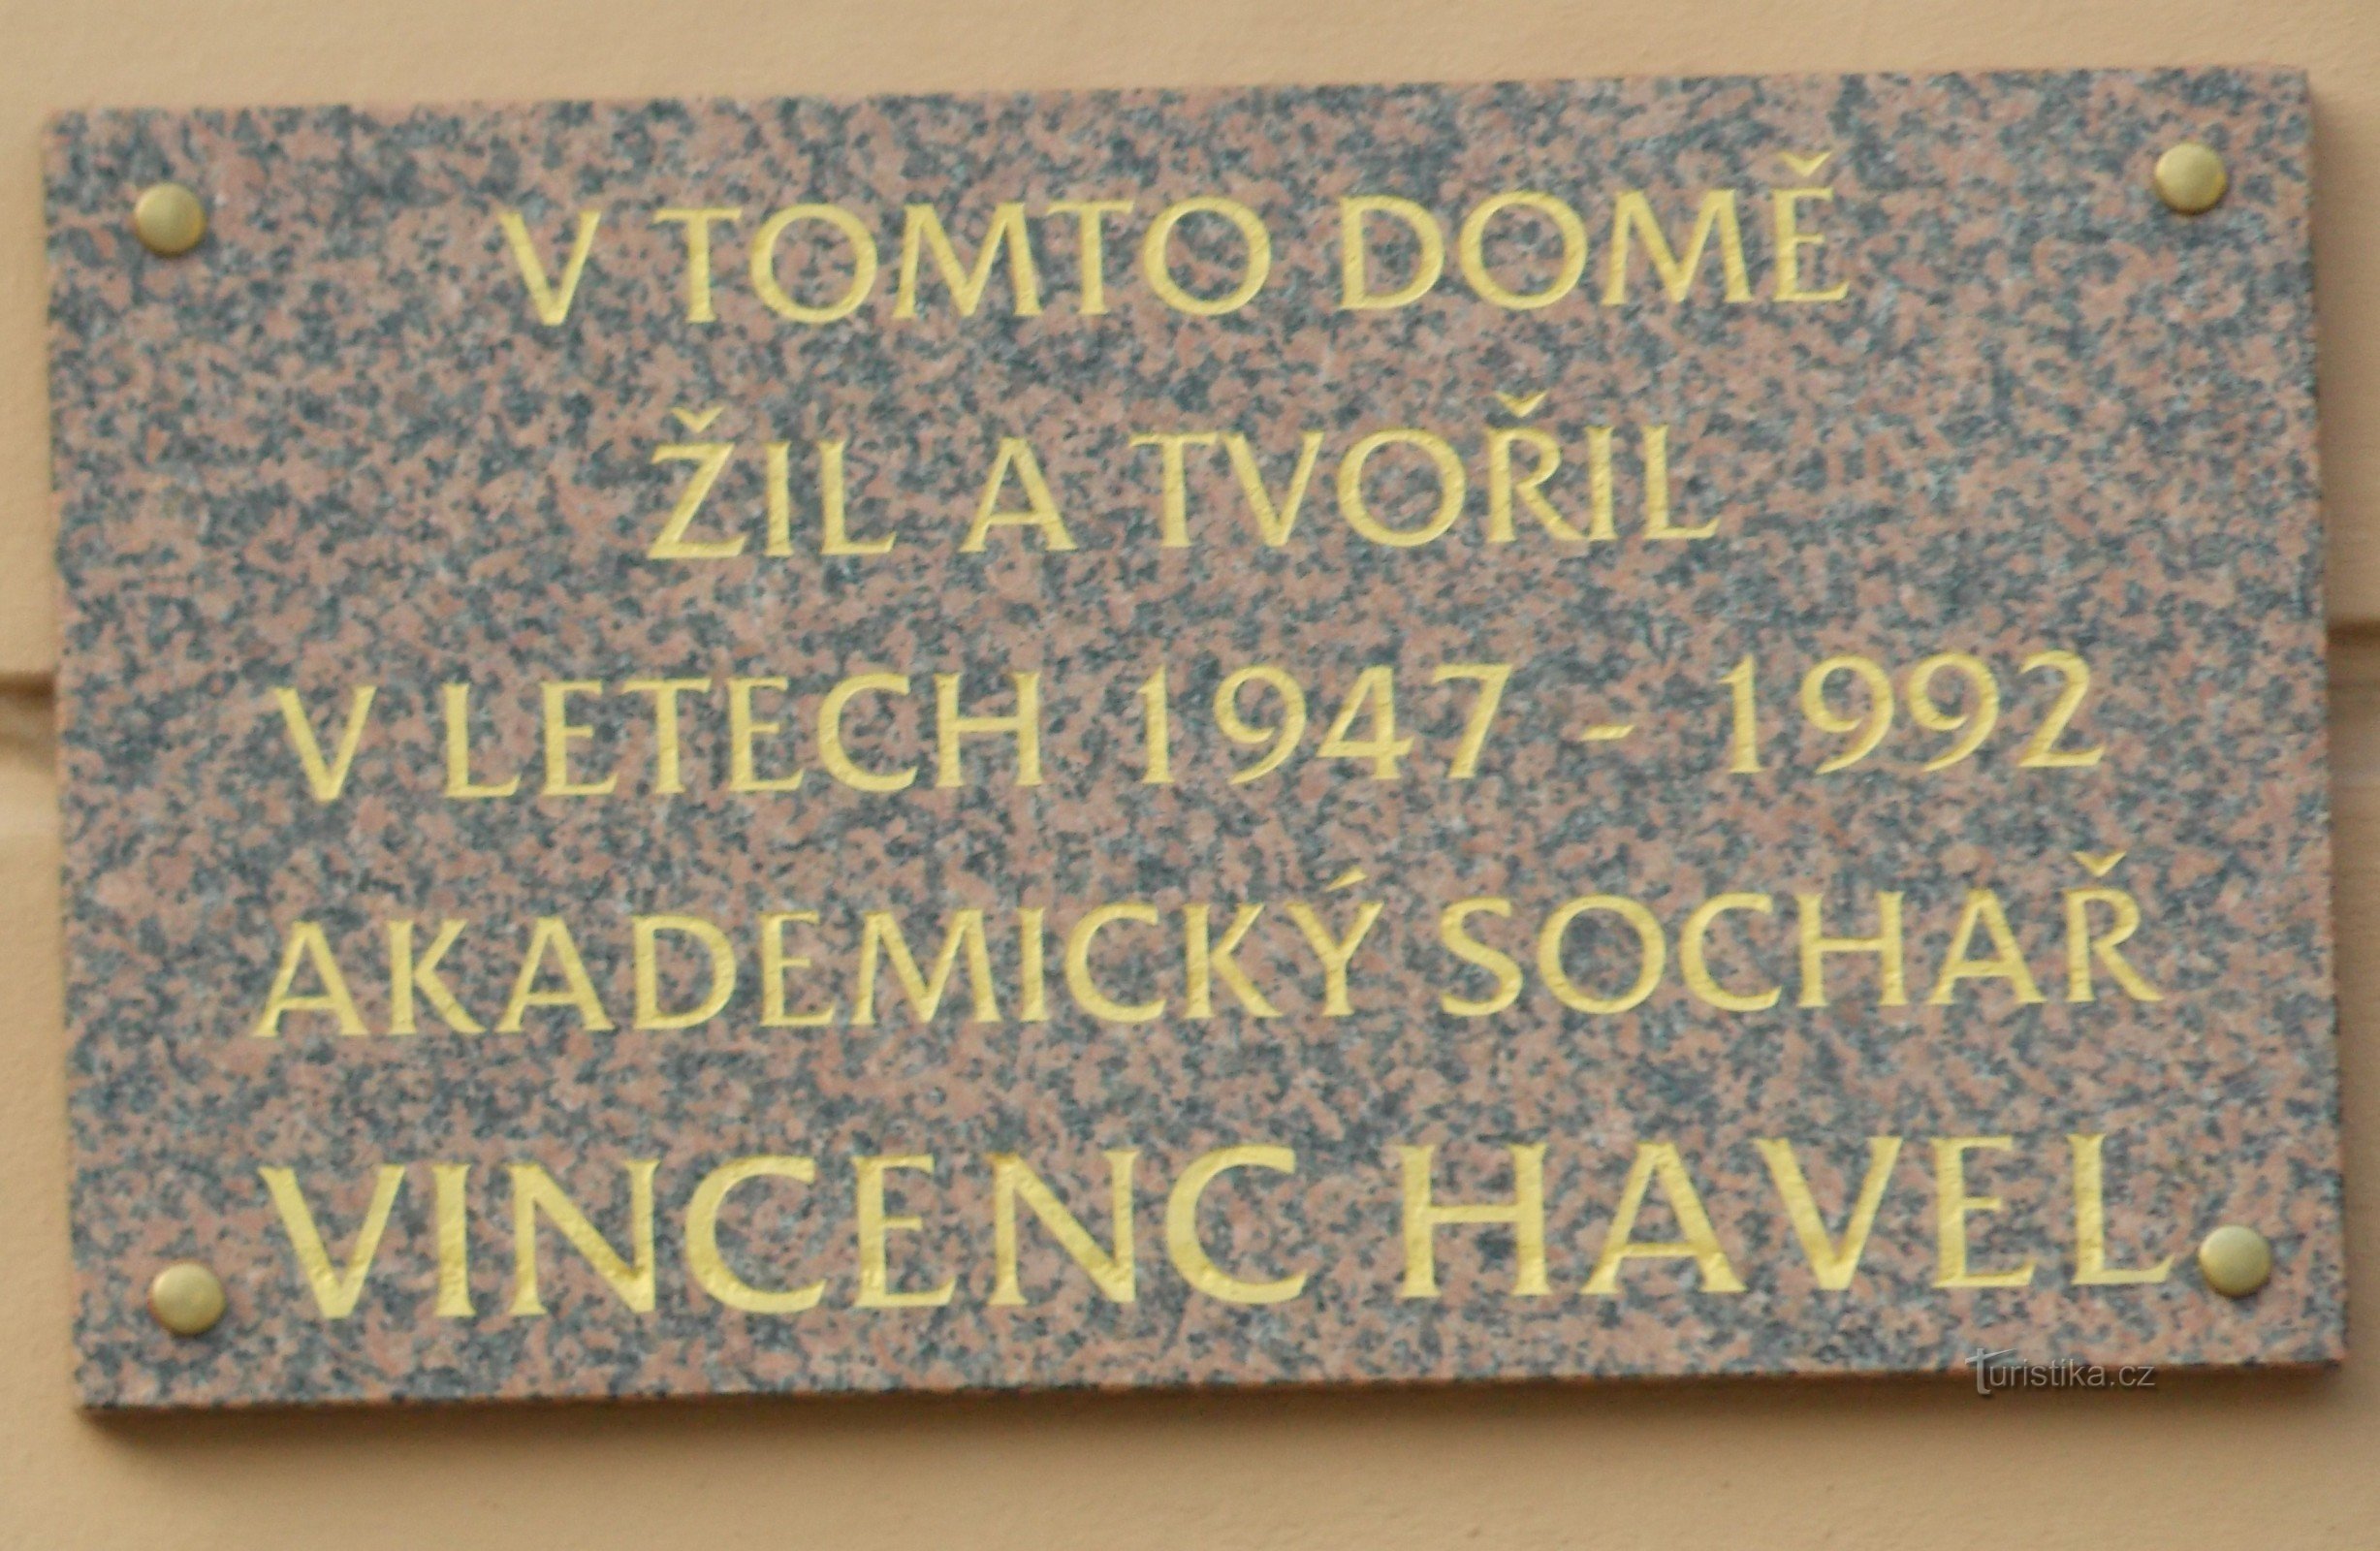 V TOMTO DOMĚ
ŽIL A TVOŘIL
V LETECH 1947 - 1992
AKADEMICKÝ SOCHAŘ
VINCENC HAVEL
Turistika.cz